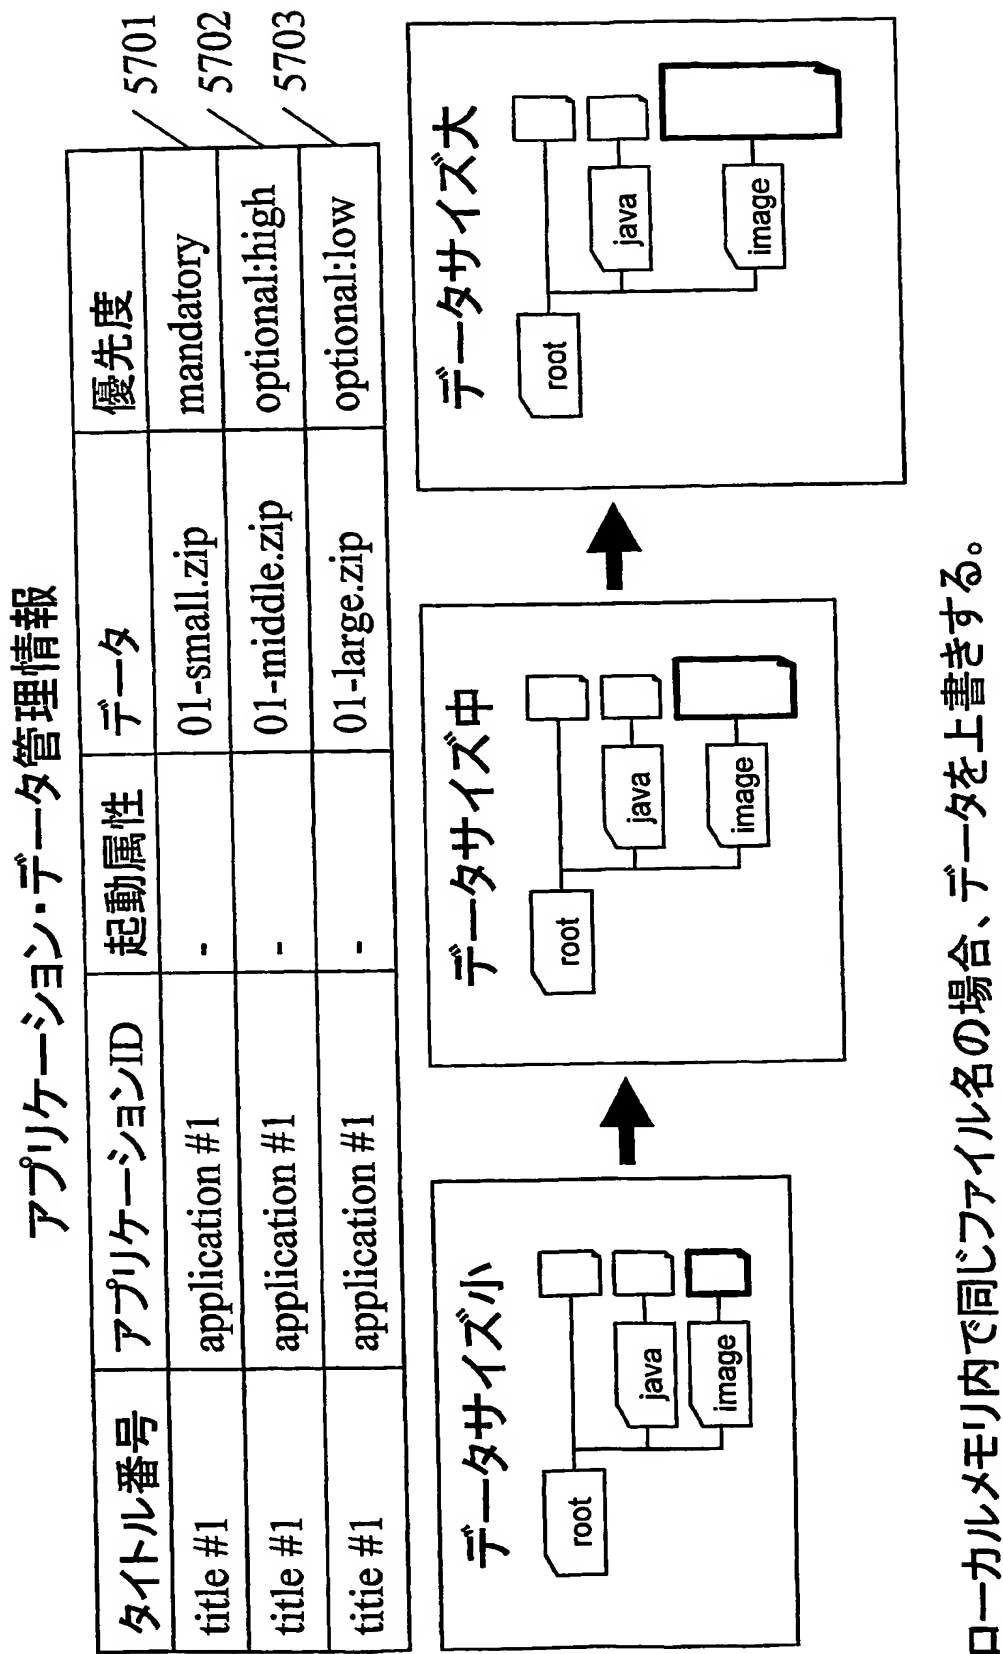 アプリケーション・データ管理情報
タイトル番号 アプリケーションID 起動属性 データ 優先度
title #1 application #1 - 01-small.zip mandatory 5701
title #1 application #1 - 01-middle.zip optional:high 5702
titie #1 application #1 - 01-large.zip optional:low 5703
データサイズ小
root
java
image
データサイズ中
root
java
image
データサイズ大
root
java
image
ローカルメモリ内で同じファイル名の場合、データを上書きする。